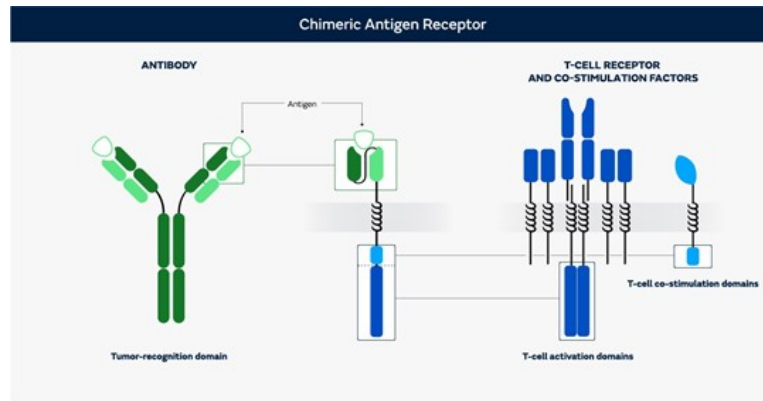 Chimeric Antigen Receptor
ANTIBODY
T-CELL RECEPTOR
AND CO-STIMULATION FACTORS
Antigen
T-cell co-stimulation domains
Tumor-recognition domain
T-cell activation domains